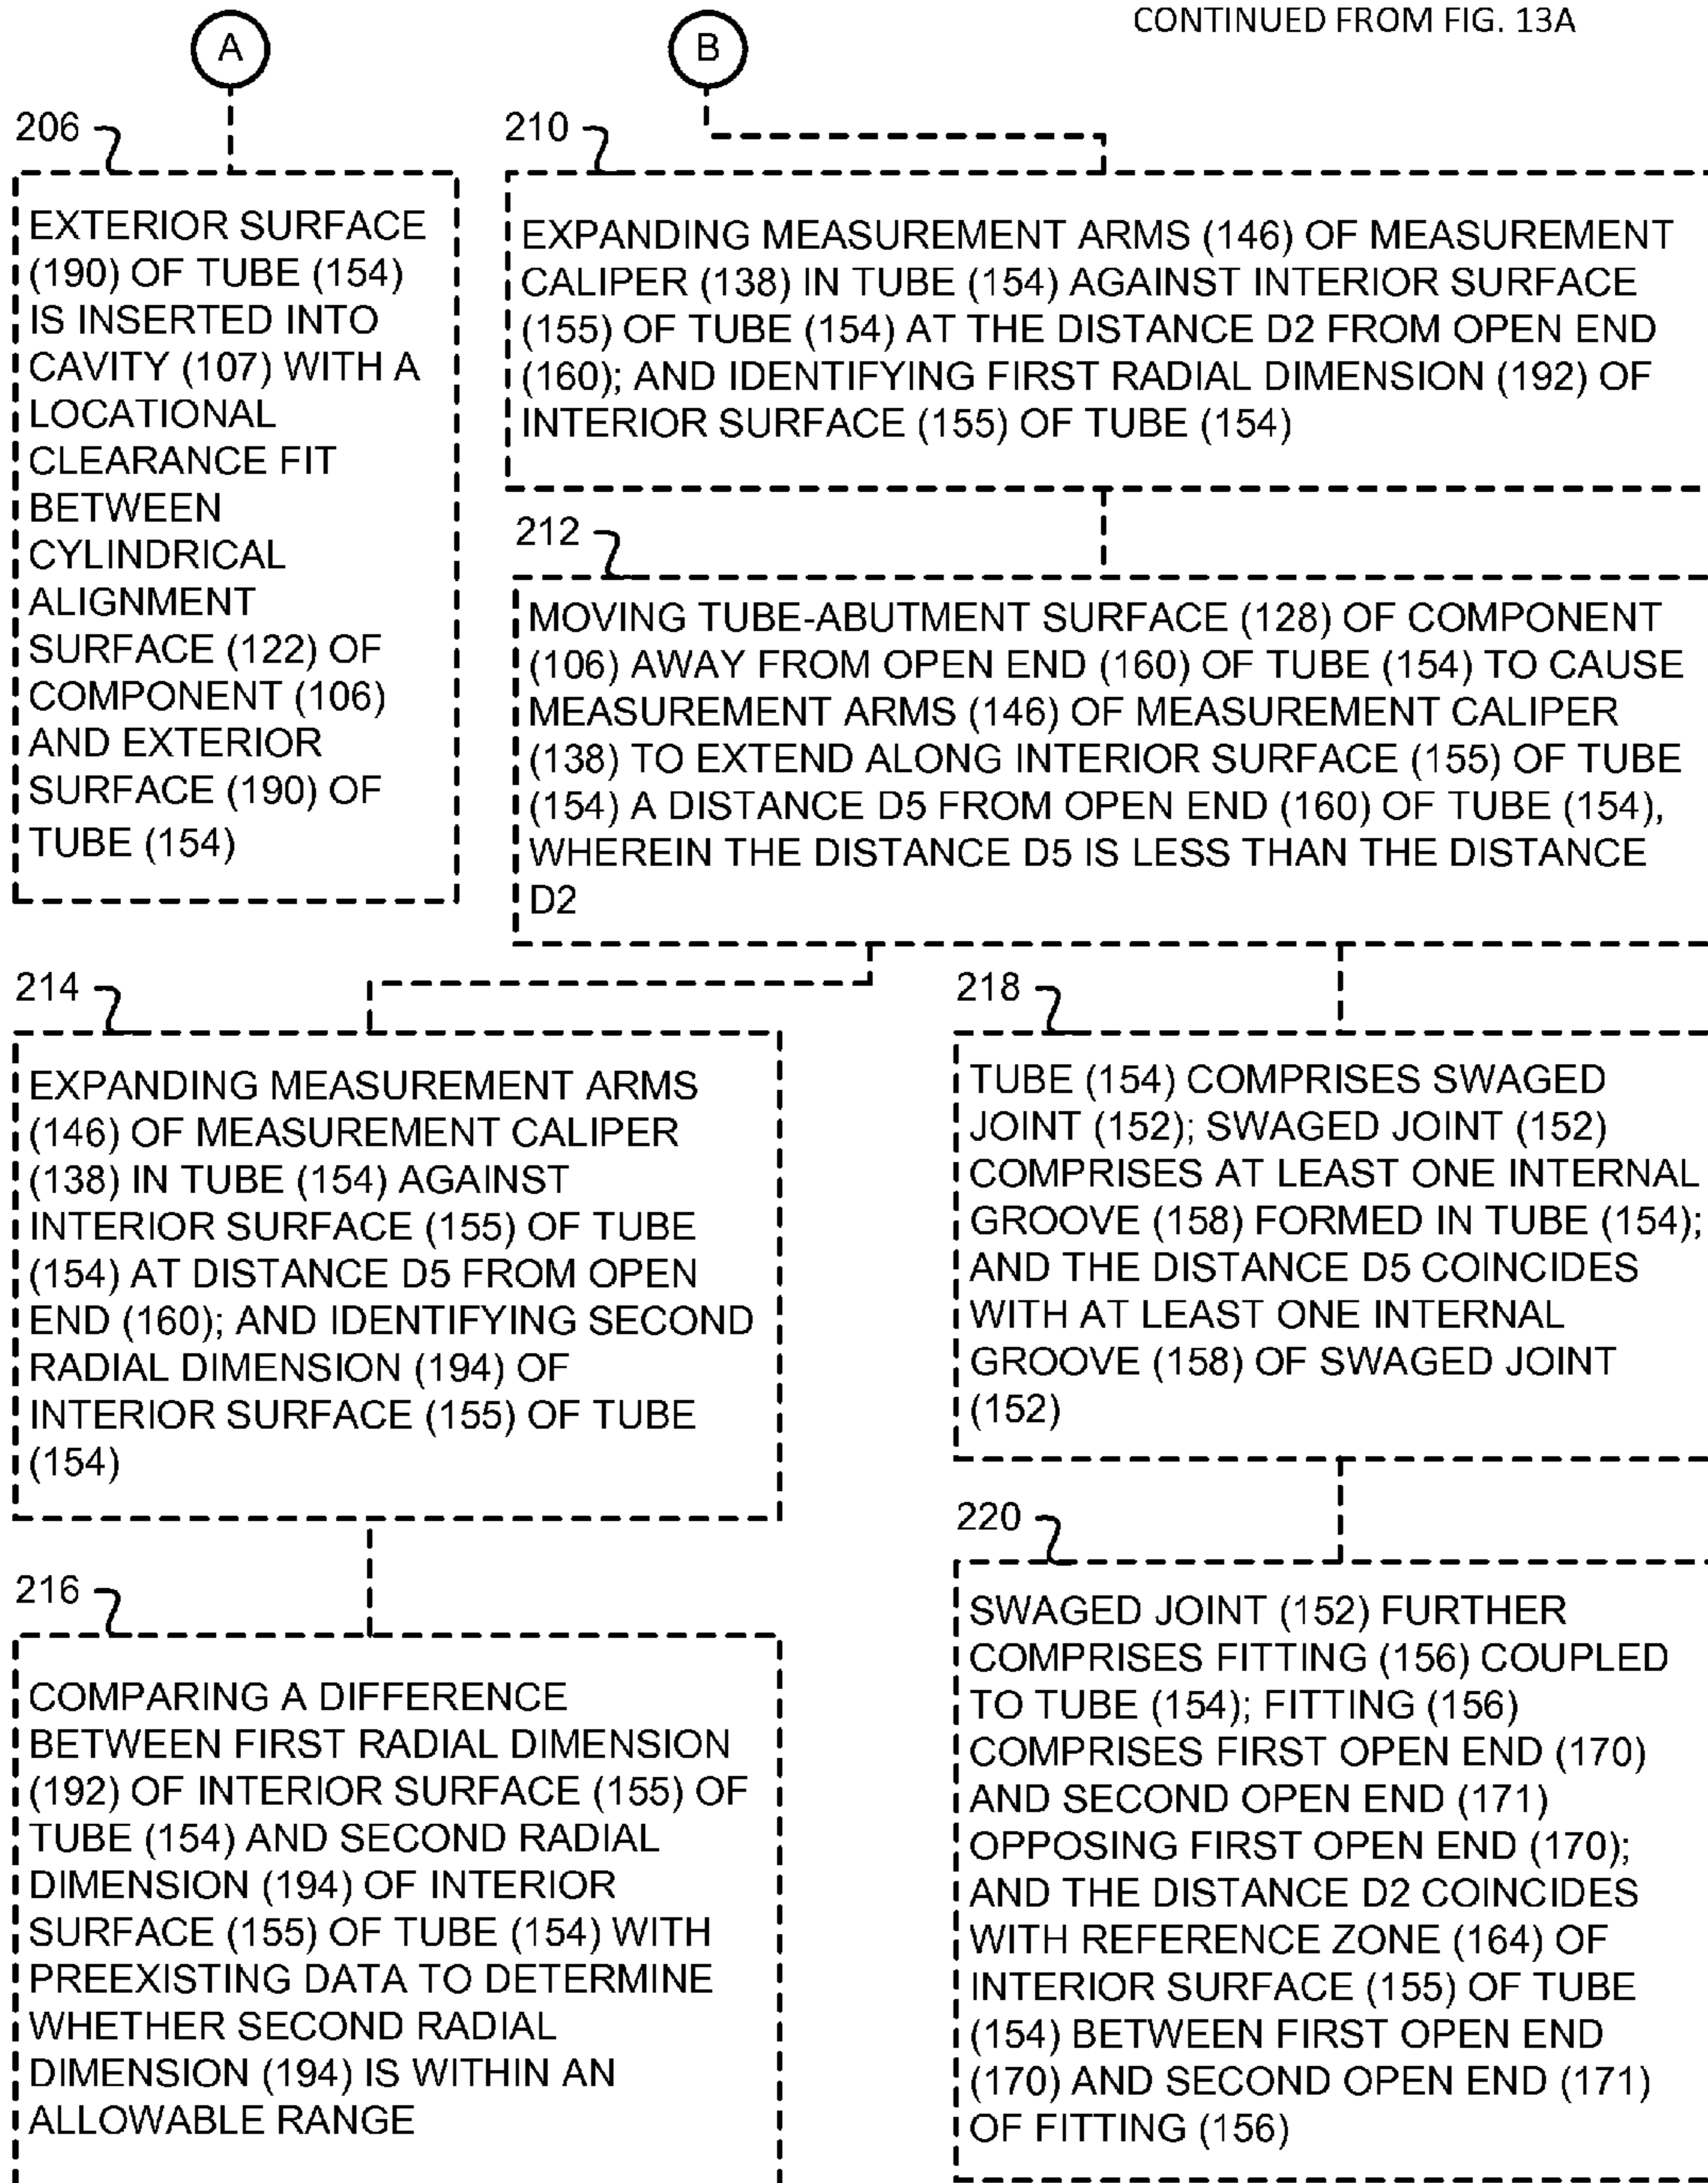 CONTINUED FROM FIG. 13A
A
B
206
EXTERIOR SURFACE
(190) OF TUBE (154)
IS INSERTED INTO
CAVITY (107) WITH A
LOCATIONAL
CLEARANCE FIT
BETWEEN
CYLINDRICAL
ALIGNMENT
SURFACE (122) OF
COMPONENT (106)
AND EXTERIOR
SURFACE (190) OF
TUBE (154)
210
EXPANDING MEASUREMENT ARMS (146) OF MEASUREMENT
CALIPER (138) IN TUBE (154) AGAINST INTERIOR SURFACE
(155) OF TUBE (154) AT THE DISTANCE D2 FROM OPEN END
(160); AND IDENTIFYING FIRST RADIAL DIMENSION (192) OF
INTERIOR SURFACE (155) OF TUBE (154)
212
MOVING TUBE-ABUTMENT SURFACE (128) OF COMPONENT
(106) AWAY FROM OPEN END (160) OF TUBE (154) TO CAUSE
MEASUREMENT ARMS (146) OF MEASUREMENT CALIPER
(138) TO EXTEND ALONG INTERIOR SURFACE (155) OF TUBE
(154) A DISTANCE D5 FROM OPEN END (160) OF TUBE (154),
WHEREIN THE DISTANCE D5 IS LESS THAN THE DISTANCE
D2
214
EXPANDING MEASUREMENT ARMS
(146) OF MEASUREMENT CALIPER
(138) IN TUBE (154) AGAINST
INTERIOR SURFACE (155) OF TUBE
(154) AT DISTANCE D5 FROM OPEN
END (160); AND IDENTIFYING SECOND
RADIAL DIMENSION (194) OF
INTERIOR SURFACE (155) OF TUBE
(154)
216
COMPARING A DIFFERENCE
BETWEEN FIRST RADIAL DIMENSION
(192) OF INTERIOR SURFACE (155) OF
TUBE (154) AND SECOND RADIAL
DIMENSION (194) OF INTERIOR
SURFACE (155) OF TUBE (154) WITH
PREEXISTING DATA TO DETERMINE
WHETHER SECOND RADIAL
DIMENSION (194) IS WITHIN AN
ALLOWABLE RANGE
218
TUBE (154) COMPRISES SWAGED
JOINT (152); SWAGED JOINT (152)
COMPRISES AT LEAST ONE INTERNAL
GROOVE (158) FORMED IN TUBE (154);
AND THE DISTANCE D5 COINCIDES
WITH AT LEAST ONE INTERNAL
GROOVE (158) OF SWAGED JOINT
(152)
220
SWAGED JOINT (152) FURTHER
COMPRISES FITTING (156) COUPLED
TO TUBE (154); FITTING (156)
COMPRISES FIRST OPEN END (170)
AND SECOND OPEN END (171)
OPPOSING FIRST OPEN END (170);
AND THE DISTANCE D2 COINCIDES
WITH REFERENCE ZONE (164) OF
INTERIOR SURFACE (155) OF TUBE
(154) BETWEEN FIRST OPEN END
(170) AND SECOND OPEN END (171)
OF FITTING (156)